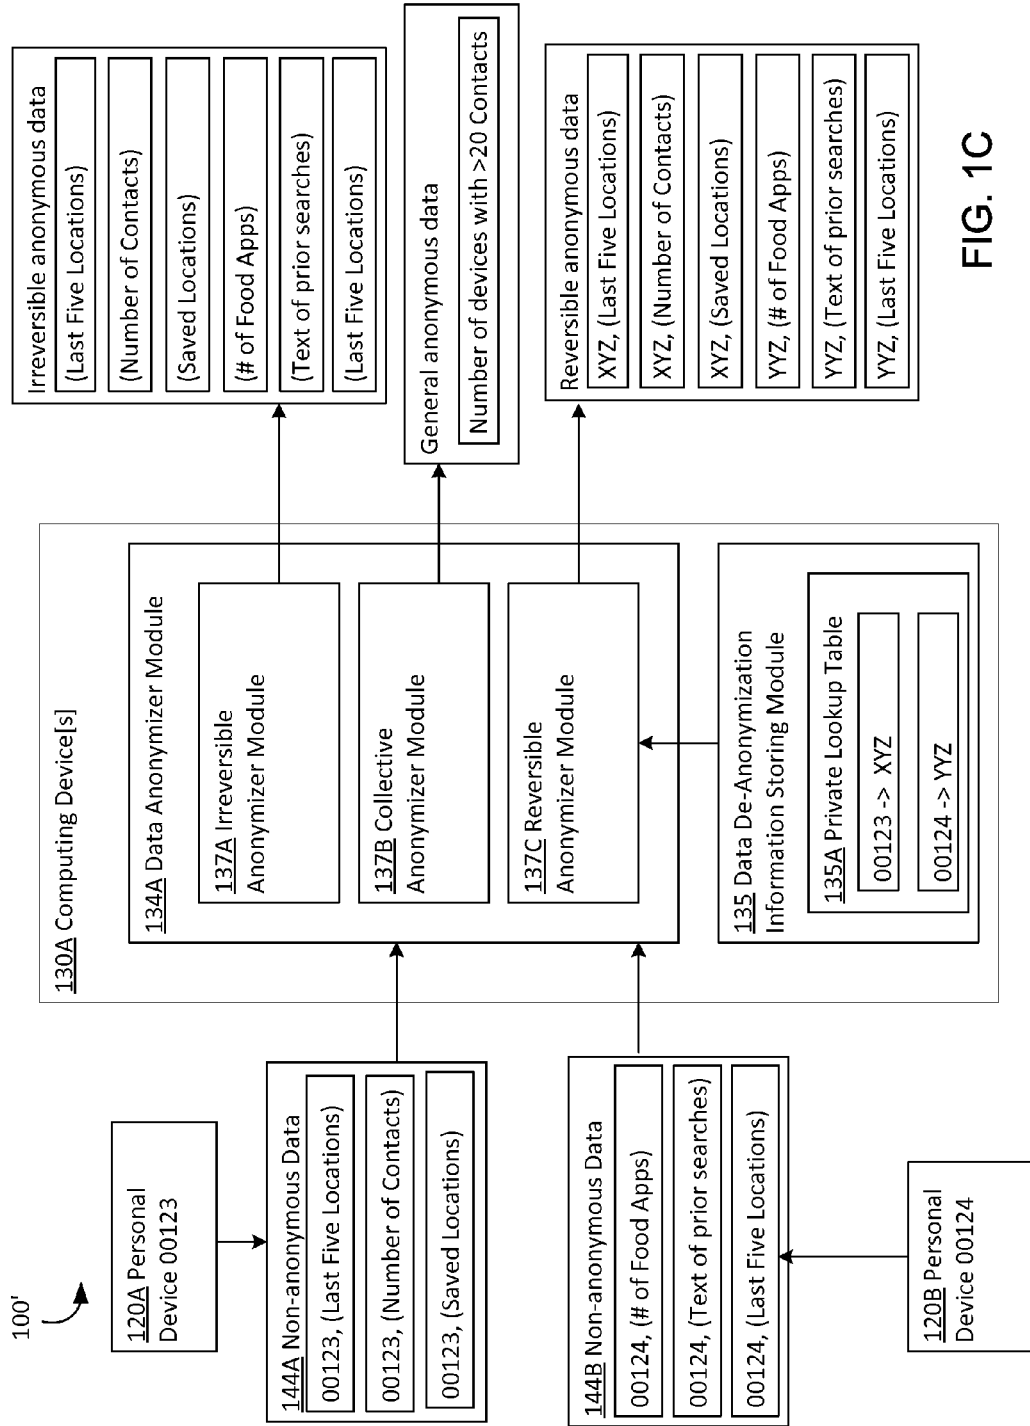 100'
120A Personal
Device 00123
144A Non-anonymous Data
00123, (Last Five Locations)
00123, (Number of Contacts)
00123, (Saved Locations)
144B Non-anonymous Data
00124, (# of Food Apps)
00124, (Text of prior searches)
00124, (Last Five Locations)
120B Personal
Device 00124
130A Computing Device[s]
134A Data Anonymizer Module
137A Irreversible
Anonymizer Module
137B Collective
Anonymizer Module
137C Reversible
Anonymizer Module
135 Data De-Anonymization
Information Storing Module
135A Private Lookup Table
00123 -> XYZ
00124 -> YYZ
Irreversible anonymous data
(Last Five Locations)
(Number of Contacts)
(Saved Locations)
(# of Food Apps)
(Text of prior searches)
(Last Five Locations)
General anonymous data
Number of devices with >20 Contacts
Reversible anonymous data
XYZ, (Last Five Locations)
XYZ, (Number of Contacts)
XYZ, (Saved Locations)
YYZ, (# of Food Apps)
YYZ, (Text of prior searches)
YYZ, (Last Five Locations)
FIG. 1C